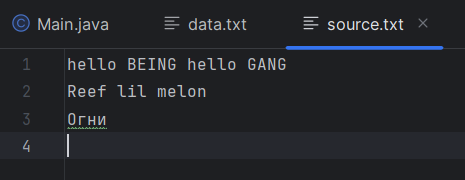 Main.java data.txt source.txt
1 hello BEING hello GANG
2 Reef lil melon
3 Огни
4